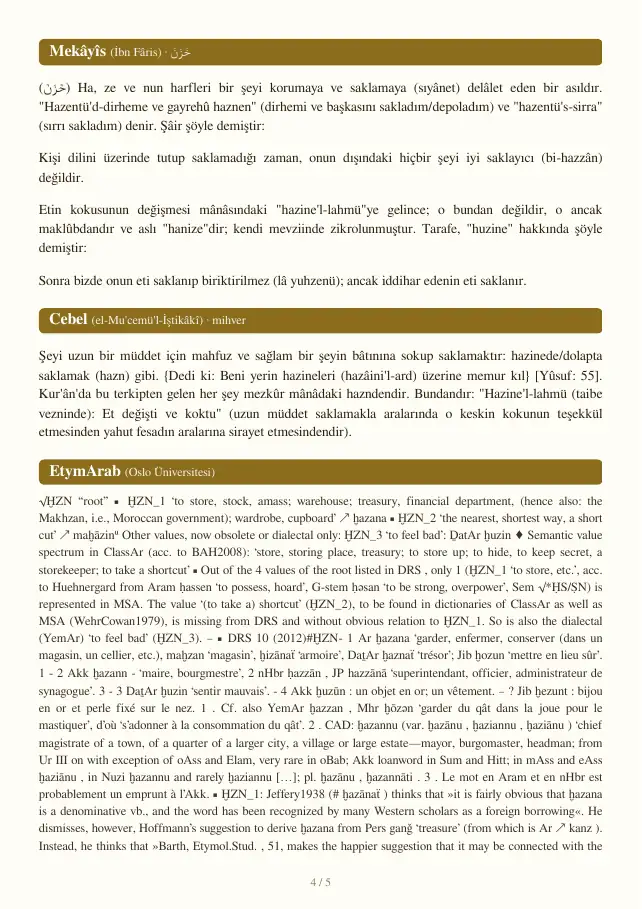 Mekâyîs (İbn Fâris) · خَزْنَ
(خَزْنَ) Ha, ze ve nun harfleri bir şeyi korumaya ve saklamaya (sıyânet) delâlet eden bir asıldır.
"Hazentü'd-dirheme ve gayrehû haznen" (dirhemi ve başkasını sakladım/depoladım) ve "hazentü's-sirra"
(sırrı sakladım) denir. Şâir şöyle demiştir:
Kişi dilini üzerinde tutup saklamadığı zaman, onun dışındaki hiçbir şeyi iyi saklayıcı (bi-hazzân)
değildir.
Etin kokusunun değişmesi mânâsındaki "hazine'l-lahmü"ye gelince; o bundan değildir, o ancak
maklûbdandır ve aslı "hanize"dir; kendi mevziinde zikrolunmuştur. Tarafe, "huzine" hakkında şöyle
demiştir:
Sonra bizde onun eti saklanıp biriktirilmez (lâ yuhzenü); ancak iddihar edenin eti saklanır.
Cebel (el-Mu'cemü'l-İştikâkî) · mihver
Şeyi uzun bir müddet için mahfuz ve sağlam bir şeyin bâtınına sokup saklamaktır: hazinede/dolapta
saklamak (hazn) gibi. {Dedi ki: Beni yerin hazineleri (hazâini'l-ard) üzerine memur kıl} [Yûsuf: 55].
Kur'ân'da bu terkipten gelen her şey mezkûr mânâdaki hazndendir. Bundandır: "Hazine'l-lahmü (taibe
vezninde): Et değişti ve koktu" (uzun müddet saklamakla aralarında o keskin kokunun teşekkül
etmesinden yahut fesadın aralarına sirayet etmesindendir).
EtymArab (Oslo Üniversitesi)
√ḪZN “root” ▪ ḪZN_1 ‘to store, stock, amass; warehouse; treasury, financial department, (hence also: the
Makhzan, i.e., Moroccan government); wardrobe, cupboard’ ↗ ḫazana ▪ ḪZN_2 ‘the nearest, shortest way, a short
cut’ ↗ maḫāzinᵘ Other values, now obsolete or dialectal only: ḪZN_3 ‘to feel bad’: ḎatAr ḫuzin ♦ Semantic value
spectrum in ClassAr (acc. to BAH2008): ‘store, storing place, treasury; to store up; to hide, to keep secret, a
storekeeper; to take a shortcut’ ▪ Out of the 4 values of the root listed in DRS , only 1 (ḪZN_1 ‘to store, etc.’, acc.
to Huehnergard from Aram ḥassen ‘to possess, hoard’, G-stem ḥəsan ‘to be strong, overpower’, Sem √*ḤS/ṢN) is
represented in MSA. The value ‘(to take a) shortcut’ (ḪZN_2), to be found in dictionaries of ClassAr as well as
MSA (WehrCowan1979), is missing from DRS and without obvious relation to ḪZN_1. So is also the dialectal
(YemAr) ‘to feel bad’ (ḪZN_3). – ▪ DRS 10 (2012)#ḪZN- 1 Ar ḫazana ‘garder, enfermer, conserver (dans un
magasin, un cellier, etc.), maḫzan ‘magasin’, ḫizānaẗ ‘armoire’, DaṯAr ḫaznaẗ ‘trésor’; Jib ḫozun ‘mettre en lieu sûr’.
1 - 2 Akk ḫazann - ‘maire, bourgmestre’, 2 nHbr ḥazzān , JP hazzānā ‘superintendant, officier, administrateur de
synagogue’. 3 - 3 DaṯAr ḫuzin ‘sentir mauvais’. - 4 Akk ḫuzūn : un objet en or; un vêtement. – ? Jib ḫezunt : bijou
en or et perle fixé sur le nez. 1 . Cf. also YemAr ḫazzan , Mhr ḫōzən ‘garder du qât dans la joue pour le
mastiquer’, d’où ‘s’adonner à la consommation du qât’. 2 . CAD: ḫazannu (var. ḫazānu , ḫaziannu , ḫaziānu ) ‘chief
magistrate of a town, of a quarter of a larger city, a village or large estate—mayor, burgomaster, headman; from
Ur III on with exception of oAss and Elam, very rare in oBab; Akk loanword in Sum and Hitt; in mAss and eAss
ḫaziānu , in Nuzi ḫazannu and rarely ḫaziannu […]; pl. ḫazānu , ḫazannāti . 3 . Le mot en Aram et en nHbr est
probablement un emprunt à l’Akk. ▪ ḪZN_1: Jeffery1938 (# ḫazānaẗ ) thinks that »it is fairly obvious that ḫazana
is a denominative vb., and the word has been recognized by many Western scholars as a foreign borrowing«. He
dismisses, however, Hoffmann’s suggestion to derive ḫazana from Pers ganǧ ‘treasure’ (from which is Ar ↗ kanz ).
Instead, he thinks that »Barth, Etymol.Stud. , 51, makes the happier suggestion that it may be connected with the
4 / 5